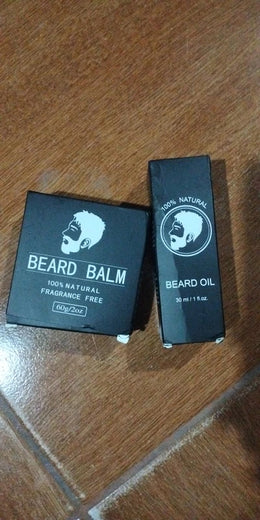 BEARD BALM
100% NATURAL
FRAGRANCE FREE
60g/2oz
100% NATURAL
BEARD OIL
30 ml / 1 fl.oz.